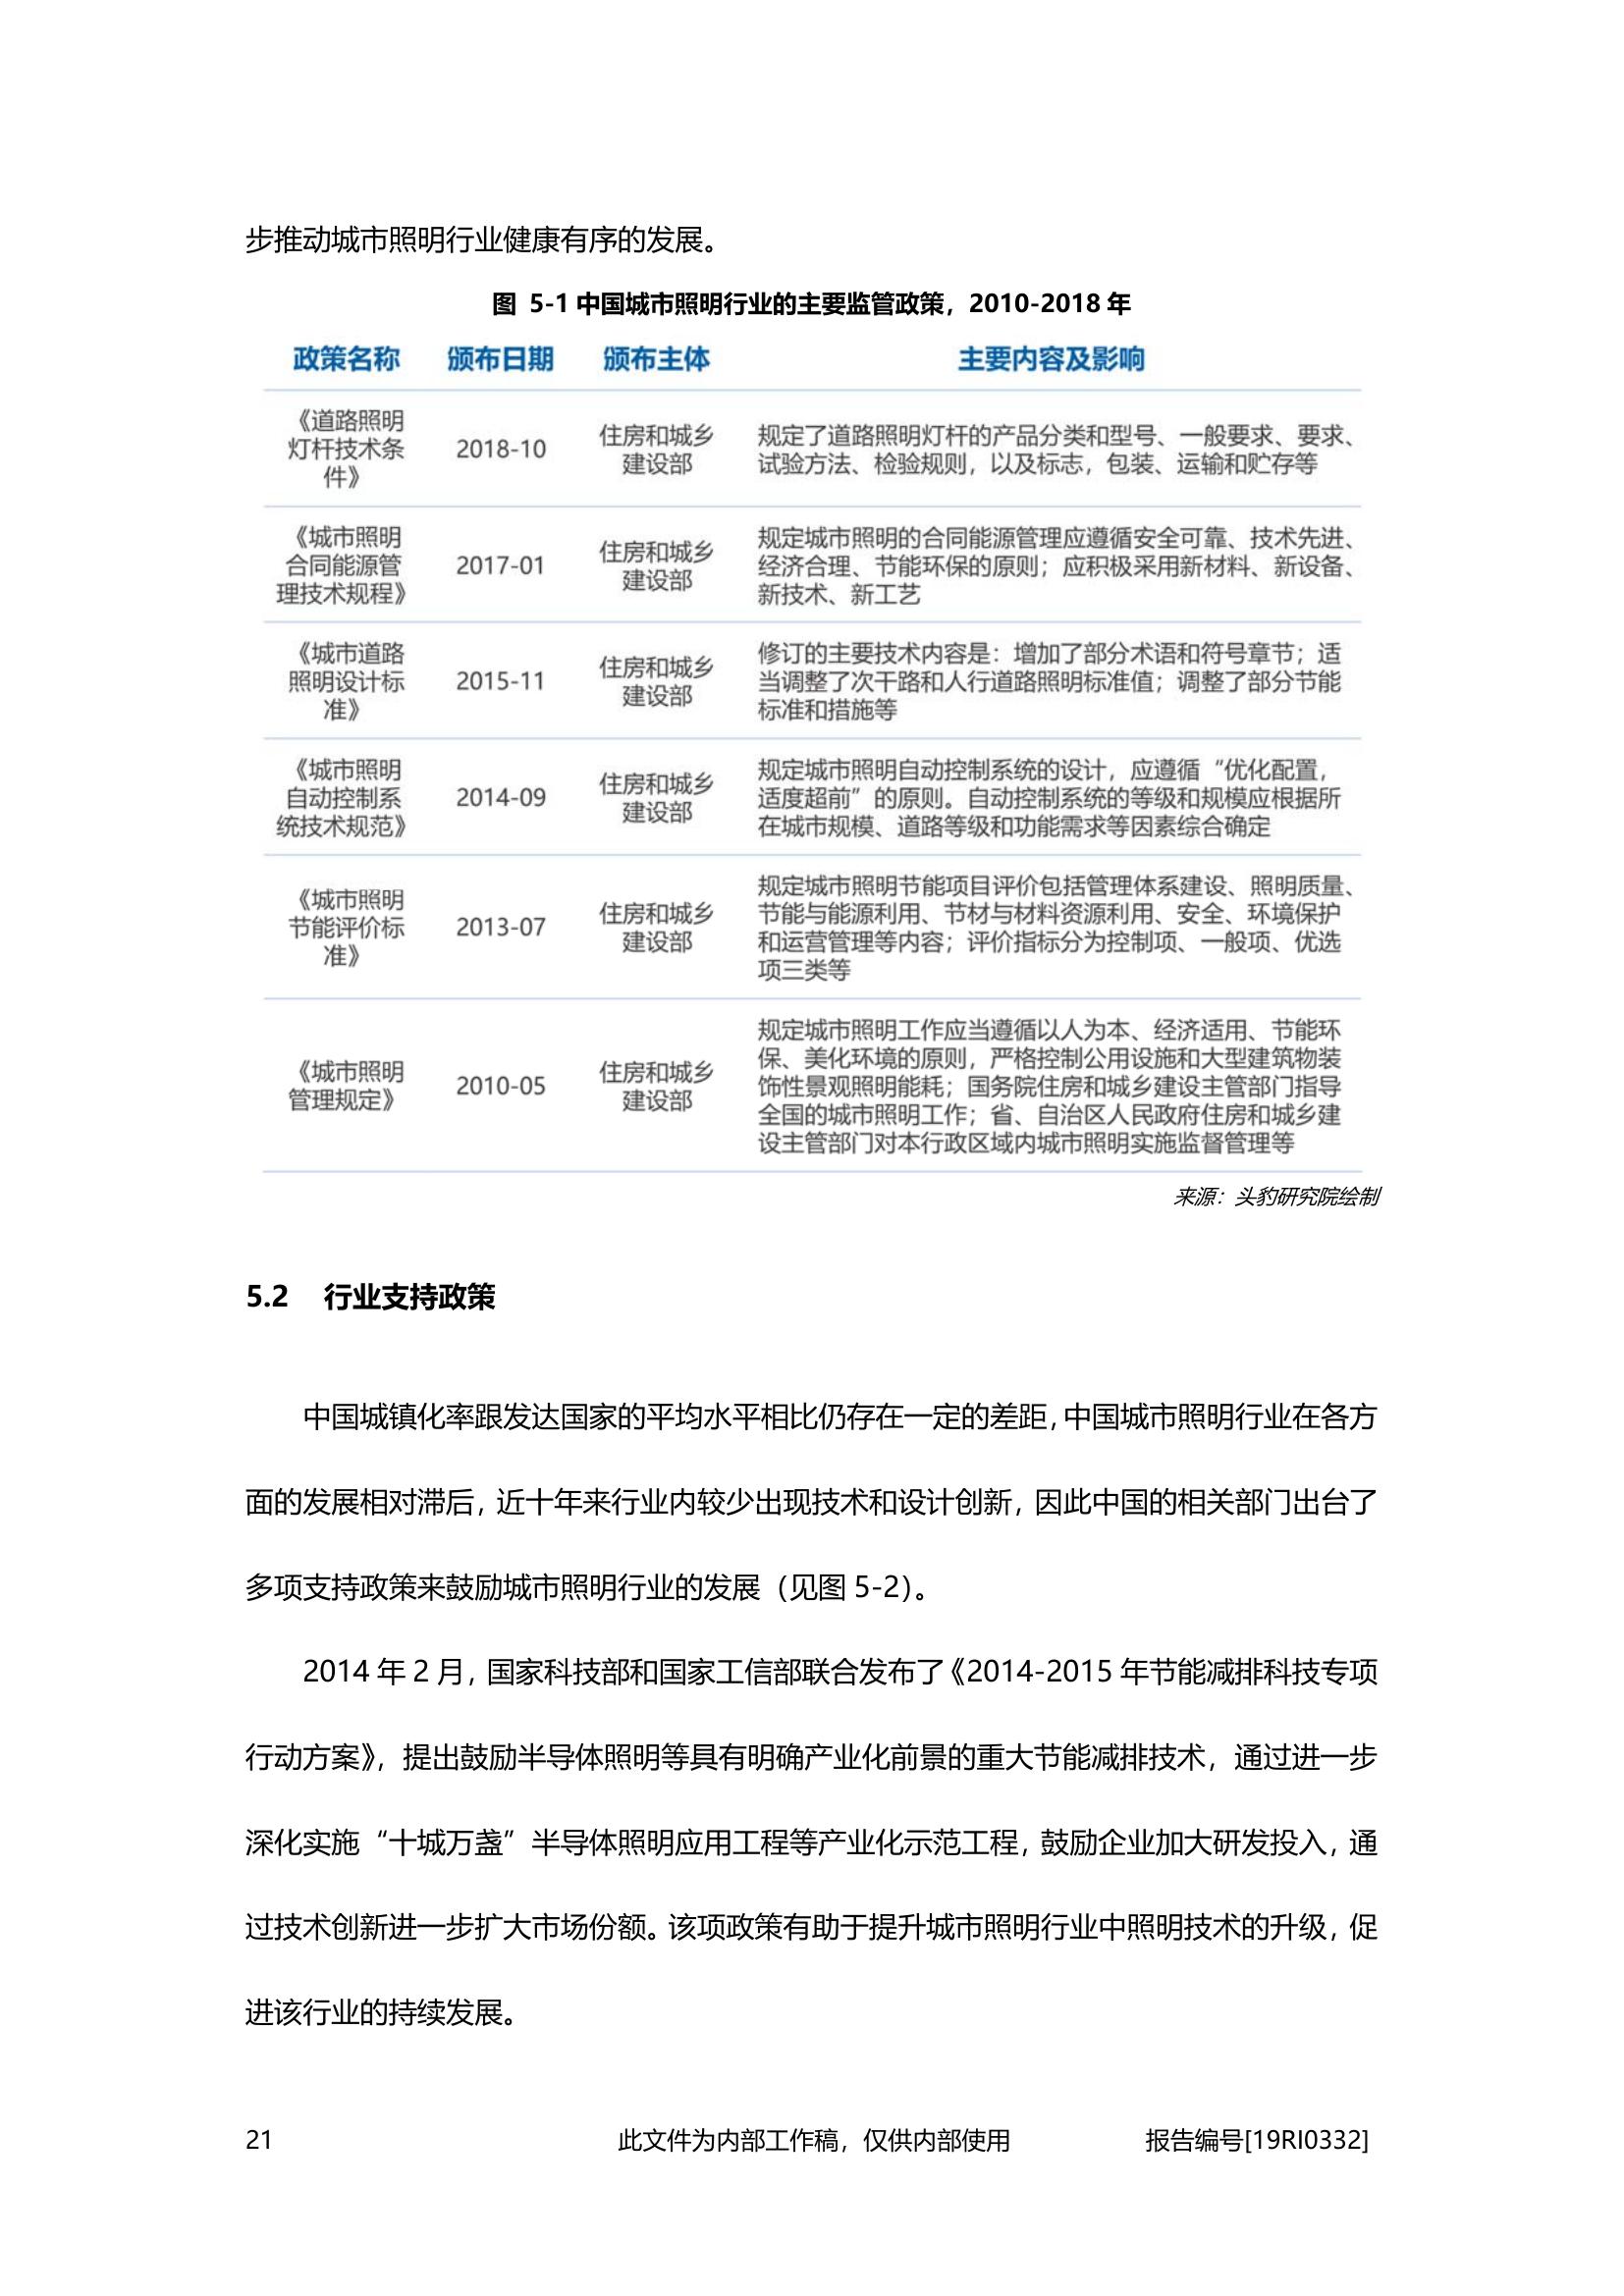 步推动城市照明行业健康有序的发展。
图 5-1 中国城市照明行业的主要监管政策，2010-2018 年
政策名称 颁布日期 颁布主体 主要内容及影响
《道路照明
灯杆技术条
件》
2018-10
住房和城乡
建设部
规定了道路照明灯杆的产品分类和型号、一般要求、要求、
试验方法、检验规则，以及标志，包装、运输和贮存等
《城市照明
合同能源管
理技术规程》
2017-01
住房和城乡
建设部
规定城市照明的合同能源管理应遵循安全可靠、技术先进、
经济合理、节能环保的原则；应积极采用新材料、新设备、
新技术、新工艺
《城市道路
照明设计标
准》
2015-11
住房和城乡
建设部
修订的主要技术内容是：增加了部分术语和符号章节；适
当调整了次干路和人行道路照明标准值；调整了部分节能
标准和措施等
《城市照明
自动控制系
统技术规范》
2014-09
住房和城乡
建设部
规定城市照明自动控制系统的设计，应遵循“优化配置，
适度超前”的原则。自动控制系统的等级和规模应根据所
在城市规模、道路等级和功能需求等因素综合确定
《城市照明
节能评价标
准》
2013-07
住房和城乡
建设部
规定城市照明节能项目评价包括管理体系建设、照明质量、
节能与能源利用、节材与材料资源利用、安全、环境保护
和运营管理等内容；评价指标分为控制项、一般项、优选
项三类等
《城市照明
管理规定》
2010-05
住房和城乡
建设部
规定城市照明工作应当遵循以人为本、经济适用、节能环
保、美化环境的原则，严格控制公用设施和大型建筑物装
饰性景观照明能耗；国务院住房和城乡建设主管部门指导
全国的城市照明工作；省、自治区人民政府住房和城乡建
设主管部门对本行政区域内城市照明实施监督管理等
来源：头豹研究院绘制
5.2 行业支持政策
中国城镇化率跟发达国家的平均水平相比仍存在一定的差距，中国城市照明行业在各方
面的发展相对滞后，近十年来行业内较少出现技术和设计创新，因此中国的相关部门出台了
多项支持政策来鼓励城市照明行业的发展（见图 5-2）。
2014 年 2 月，国家科技部和国家工信部联合发布了《2014-2015 年节能减排科技专项
行动方案》，提出鼓励半导体照明等具有明确产业化前景的重大节能减排技术，通过进一步
深化实施“十城万盏”半导体照明应用工程等产业化示范工程，鼓励企业加大研发投入，通
过技术创新进一步扩大市场份额。该项政策有助于提升城市照明行业中照明技术的升级，促
进该行业的持续发展。
21 此文件为内部工作稿，仅供内部使用 报告编号[19RI0332]